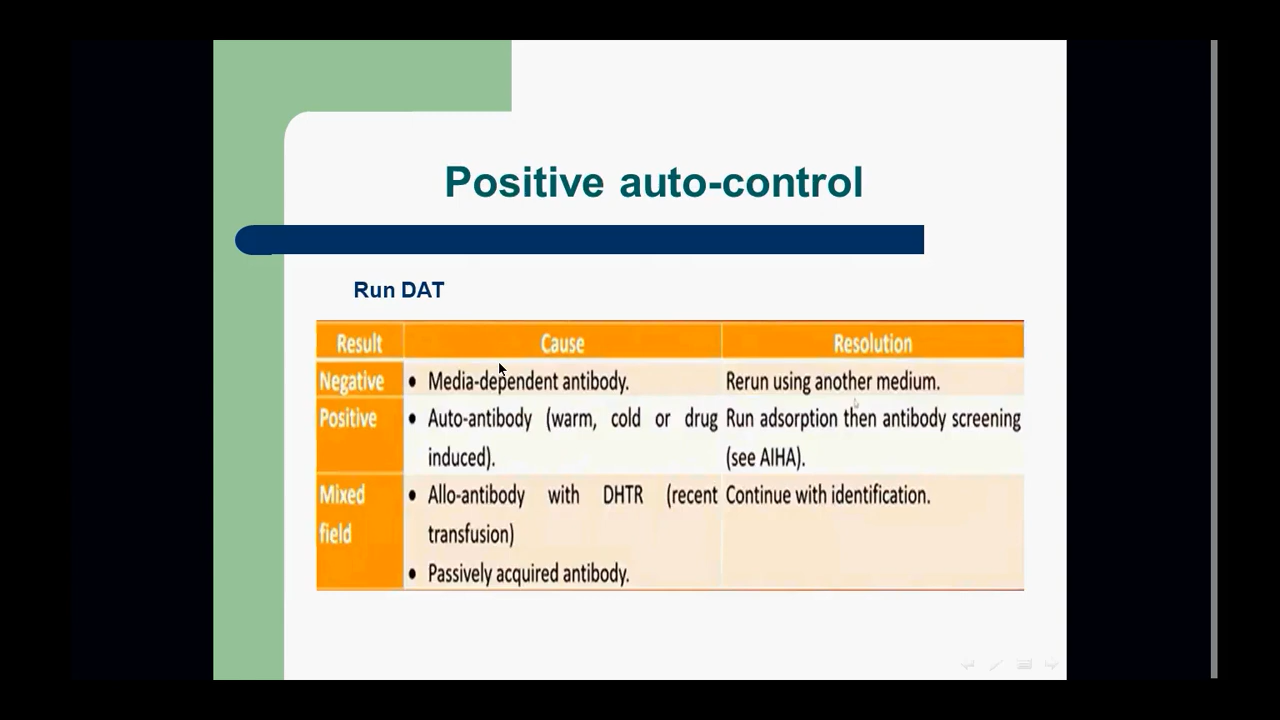 Positive auto-control
Run DAT
Result Cause Resolution
Negative • Media-dependent antibody. Rerun using another medium.
Positive • Auto-antibody (warm, cold or drug Run adsorption then antibody screening
induced). (see AIHA).
Mixed • Allo-antibody with DHTR (recent Continue with identification.
field transfusion)
• Passively acquired antibody.